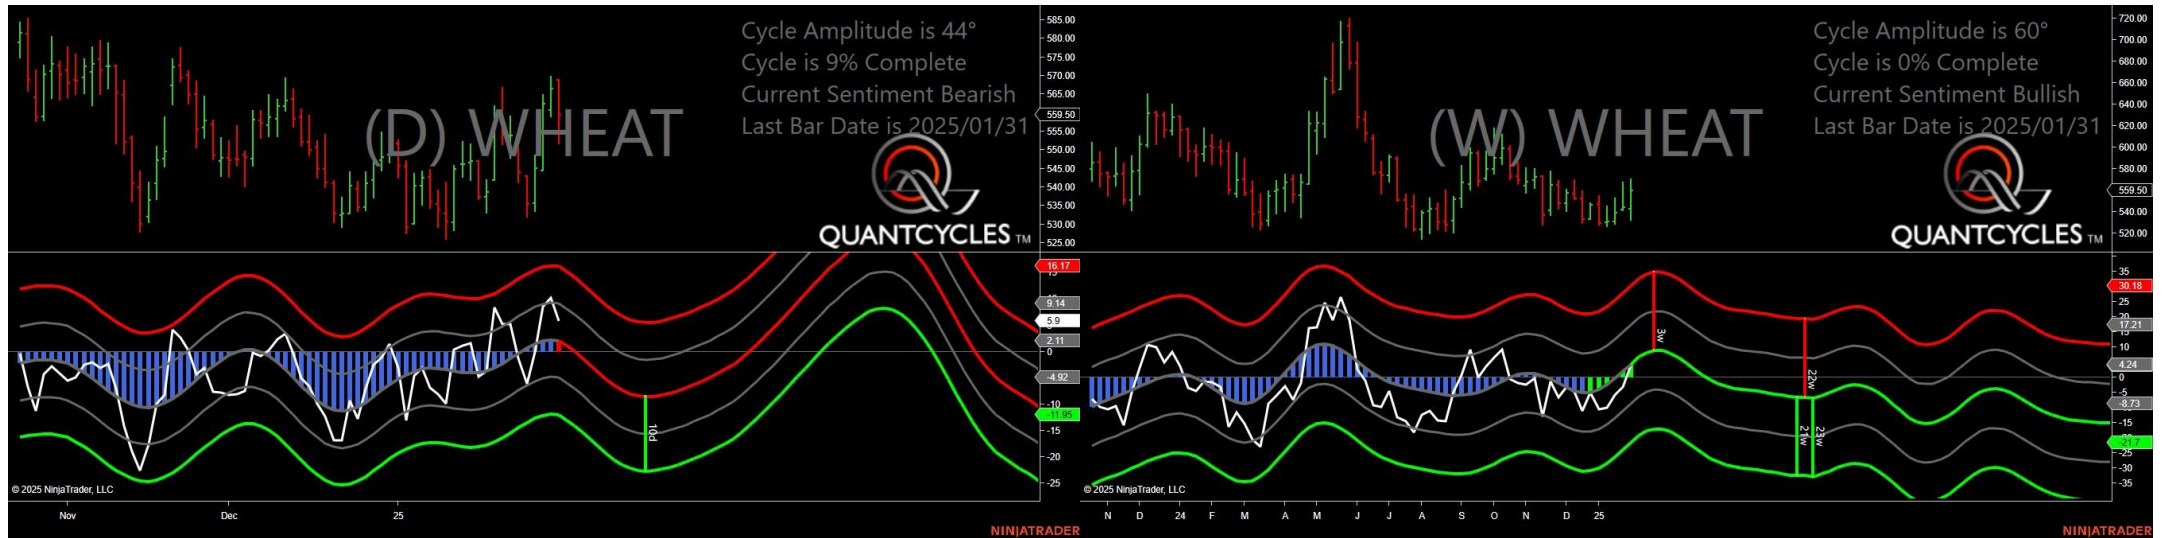 Cycle Amplitude is 44°
Cycle is 9% Complete
Current Sentiment Bearish
Last Bar Date is 2025/01/31
(D) WHEAT
QUANTCYCLES TM
585.00
580.00
575.00
570.00
565.00
559.50
555.00
550.00
545.00
540.00
535.00
530.00
525.00
16.17
9.14
5.9
2.11
0
-4.92
-10
-11.95
-15
-20
-25
10d
© 2025 NinjaTrader, LLC
Nov
Dec
25
NINJATRADER
Cycle Amplitude is 60°
Cycle is 0% Complete
Current Sentiment Bullish
Last Bar Date is 2025/01/31
(W) WHEAT
QUANTCYCLES TM
720.00
700.00
680.00
660.00
640.00
620.00
600.00
580.00
559.50
540.00
520.00
35
30.18
25
20
17.21
10
4.24
0
-5
-8.73
-15
-21.7
-25
-30
-35
3w
22w
21w
23w
© 2025 NinjaTrader, LLC
N D 24 F M A M J J A S O N D 25
NINJATRADER